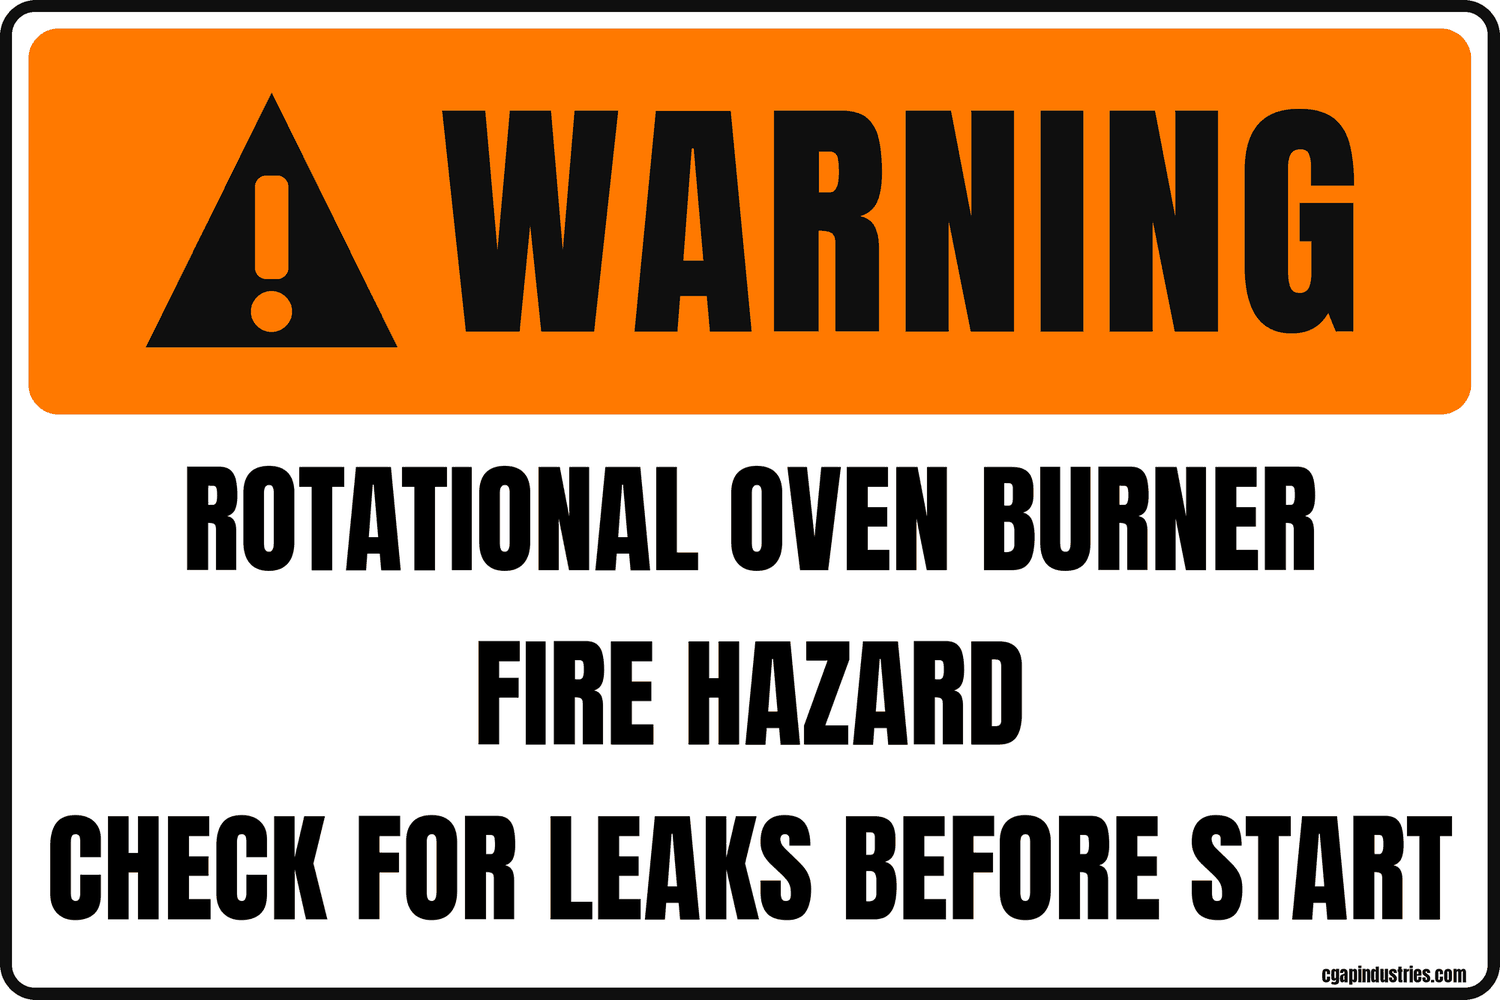 WARNING
ROTATIONAL OVEN BURNER
FIRE HAZARD
CHECK FOR LEAKS BEFORE START
cgapindustries.com